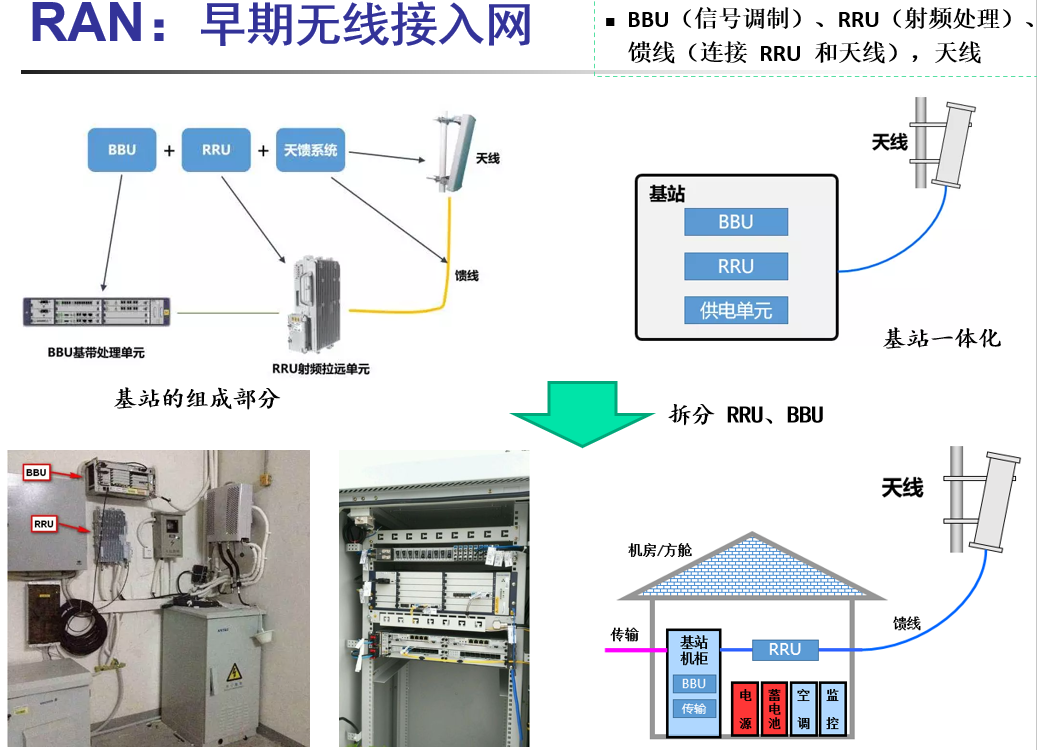 RAN：早期无线接入网
▪ BBU（信号调制）、RRU（射频处理）、
馈线（连接 RRU 和天线），天线
BBU + RRU + 天馈系统
天线
馈线
BBU基带处理单元
RRU射频拉远单元
基站的组成部分
天线
基站
BBU
RRU
供电单元
基站一体化
拆分 RRU、BBU
BBU
RRU
天线
机房/方舱
馈线
传输
基站
机柜
BBU
传输
RRU
电源
蓄电池
空调
监控